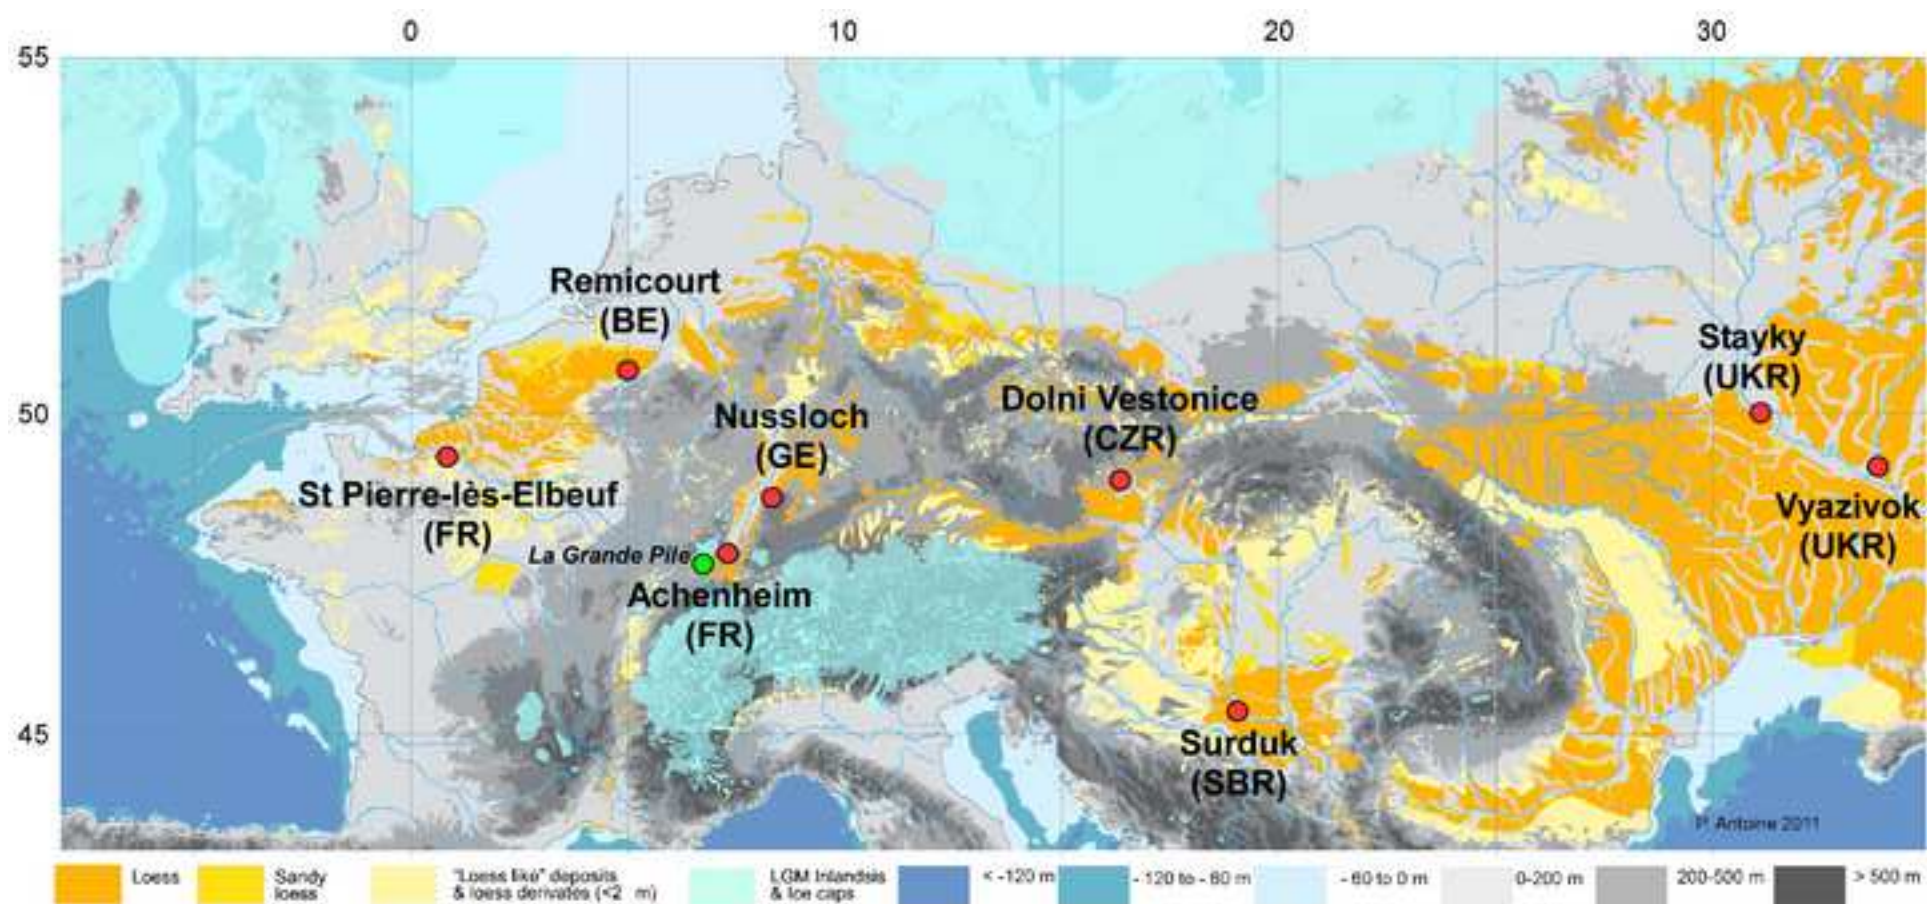 0 10 20 30
55
50
45
Remicourt
(BE)
Stayky
(UKR)
Nussloch
(GE)
Dolni Vestonice
(CZR)
St Pierre-lès-Elbeuf
(FR)
Vyazivok
(UKR)
La Grande Pile
Achenheim
(FR)
Surduk
(SBR)
P. Antoine 2011
Loess
Sandy
loess
"Loess like" deposits
& loess derivates (<2 m)
LGM Inlandsis
& Ice caps
< -120 m
- 120 to - 60 m
- 60 to 0 m
0-200 m
200-500 m
> 500 m